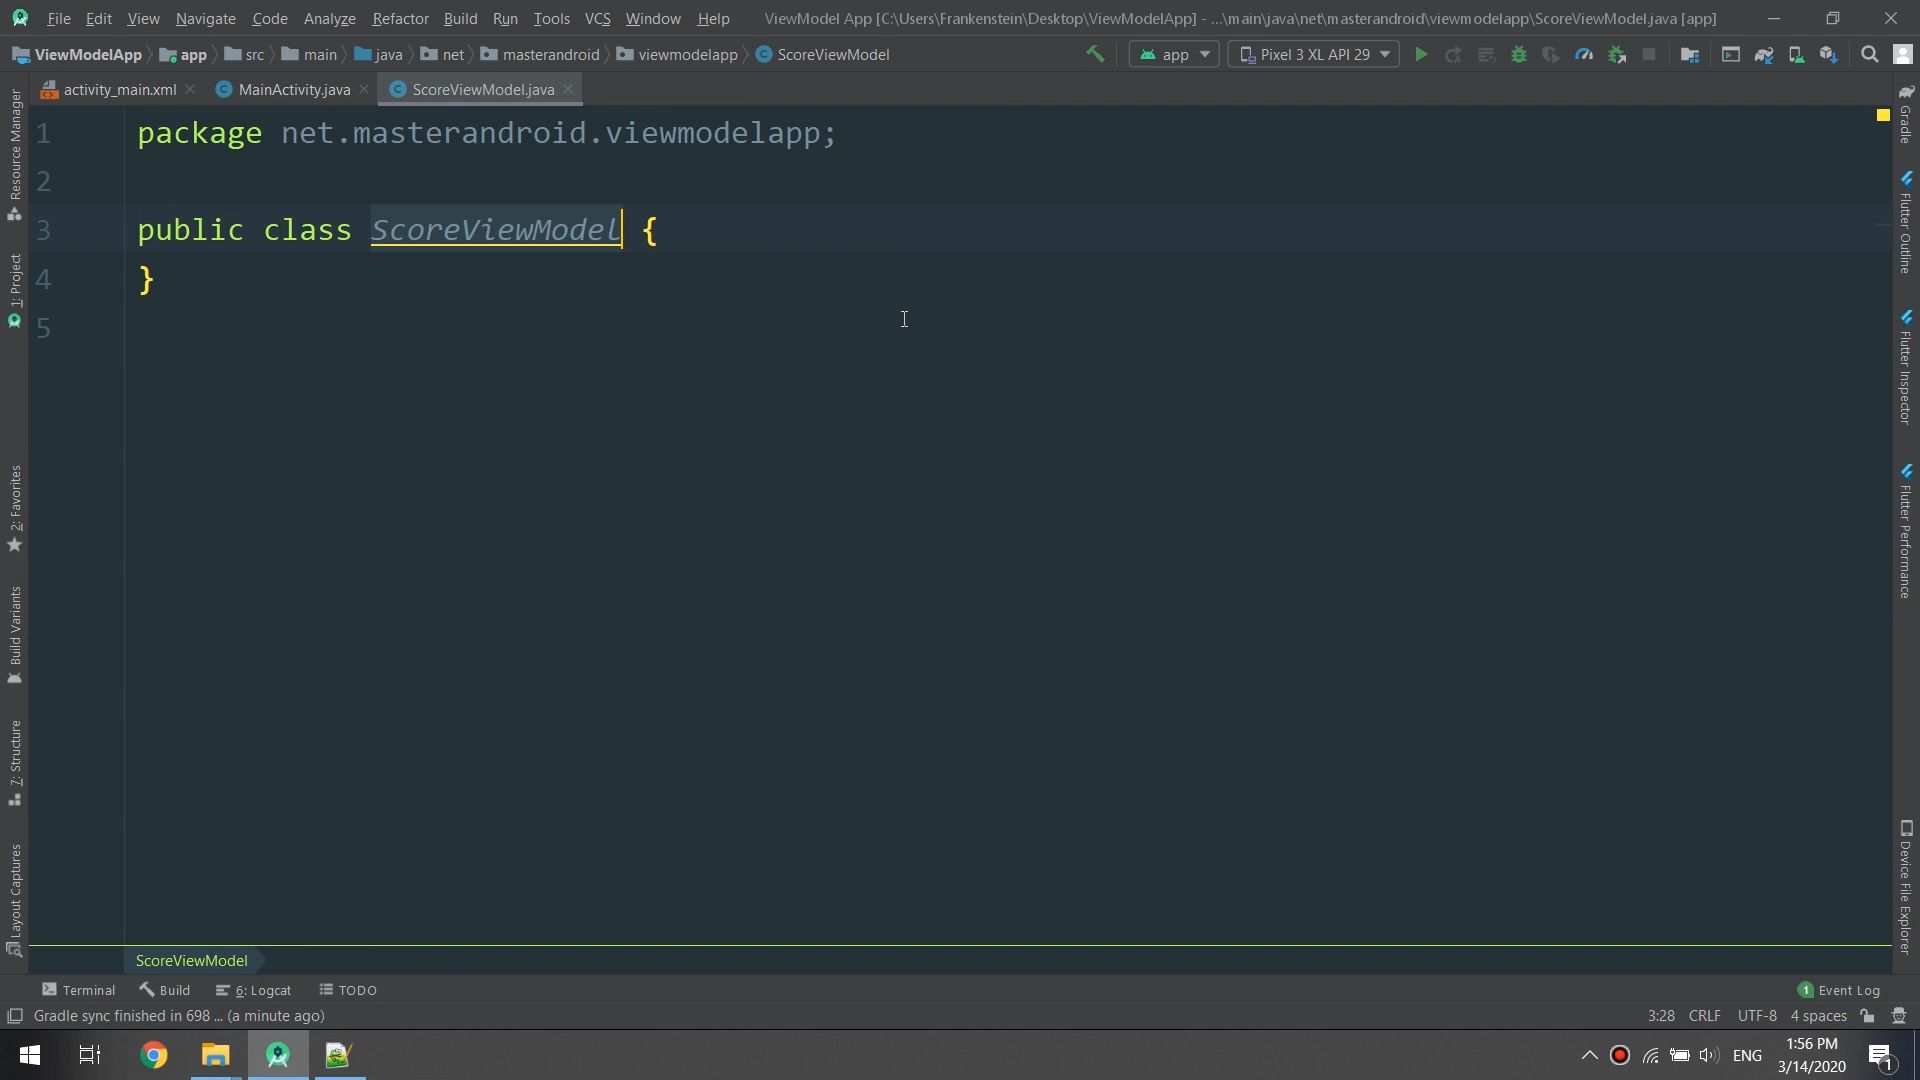 File Edit View Navigate Code Analyze Refactor Build Run Tools VCS Window Help ViewModel App [C:\Users\Frankenstein\Desktop\ViewModelApp] - ...\main\java\net\masterandroid\viewmodelapp\ScoreViewModel.java [app]
ViewModelApp app src main java net masterandroid viewmodelapp ScoreViewModel app Pixel 3 XL API 29
activity_main.xml MainActivity.java ScoreViewModel.java
1 package net.masterandroid.viewmodelapp;
2
3 public class ScoreViewModel {
4 }
5
Resource Manager
1: Project
2: Favorites
Build Variants
7: Structure
Layout Captures
Gradle
Flutter Outline
Flutter Inspector
Flutter Performance
Device File Explorer
ScoreViewModel
Terminal Build 6: Logcat TODO 1 Event Log
Gradle sync finished in 698 ... (a minute ago) 3:28 CRLF UTF-8 4 spaces
ENG 1:56 PM
3/14/2020 1